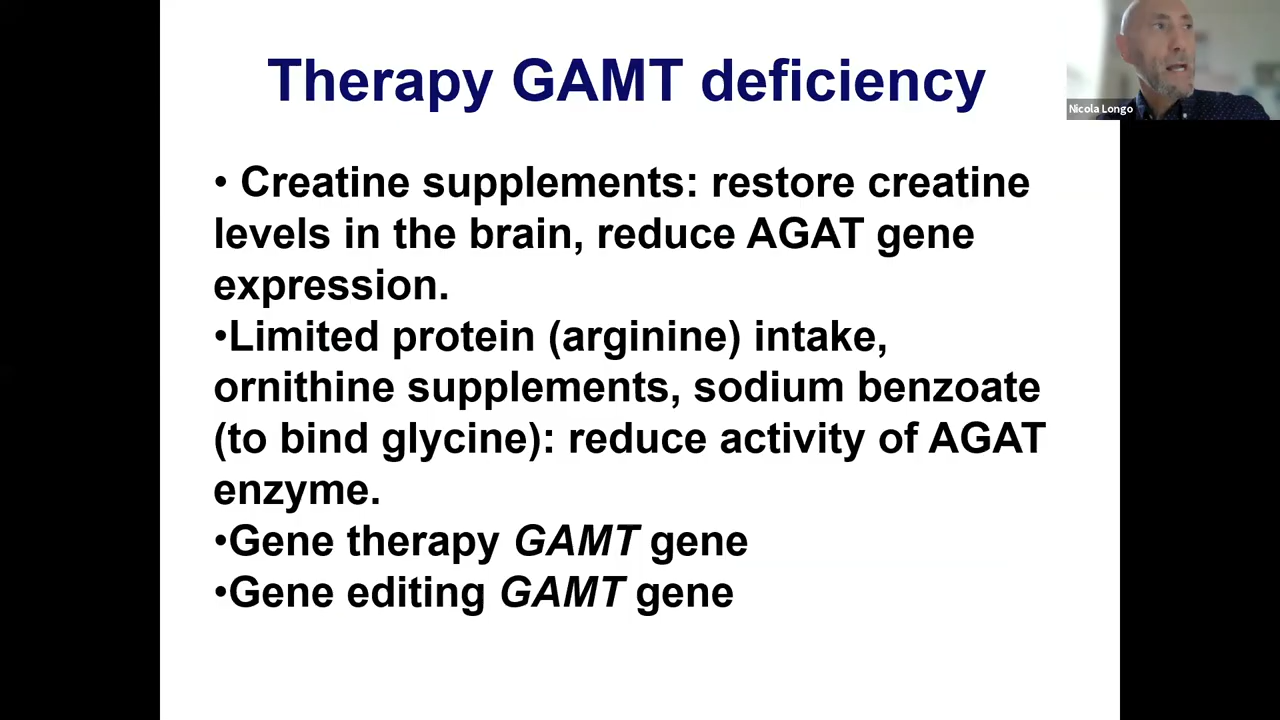 Therapy GAMT deficiency
Nicola Longo
• Creatine supplements: restore creatine
levels in the brain, reduce AGAT gene
expression.
•Limited protein (arginine) intake,
ornithine supplements, sodium benzoate
(to bind glycine): reduce activity of AGAT
enzyme.
•Gene therapy GAMT gene
•Gene editing GAMT gene